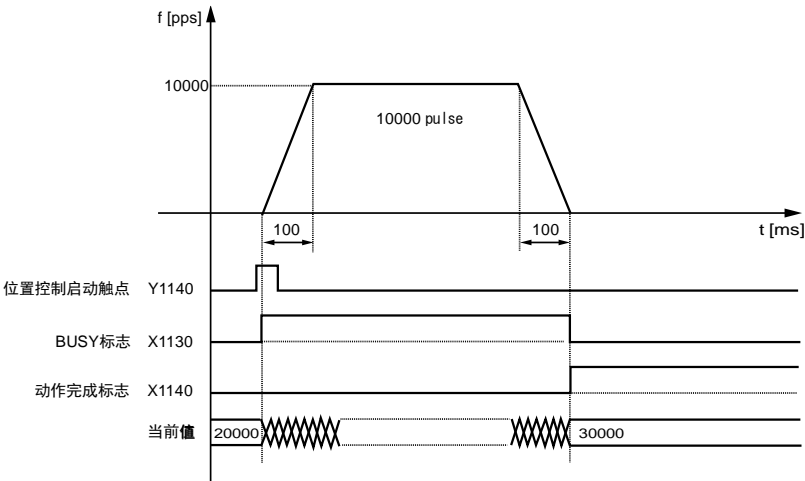 f [pps]
10000
10000 pulse
100
100
t [ms]
位置控制启动触点 Y1140
BUSY标志 X1130
动作完成标志 X1140
当前值 20000 30000